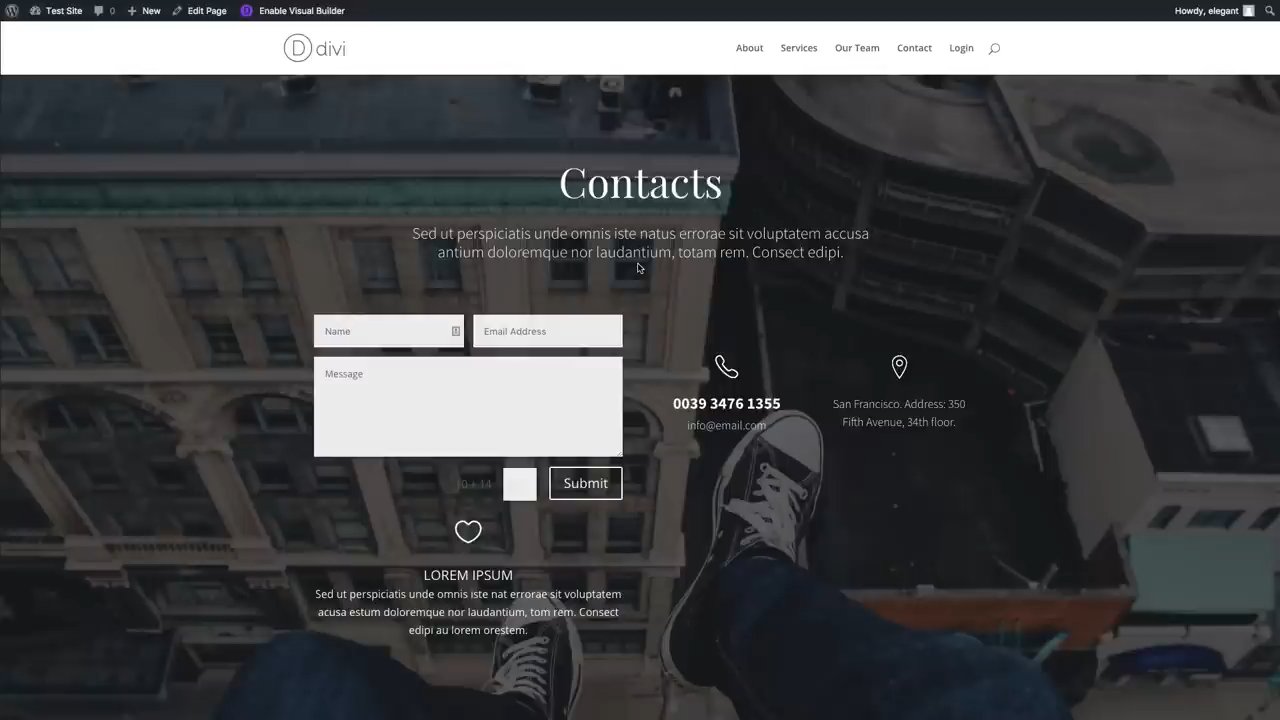 Test Site 0 New Edit Page Enable Visual Builder Howdy, elegant
D divi About Services Our Team Contact Login
Contacts
Sed ut perspiciatis unde omnis iste natus errorae sit voluptatem accusa
antium doloremque nor laudantium, totam rem. Consect edipi.
Name Email Address
Message
0039 3476 1355
info@email.com
San Francisco. Address: 350
Fifth Avenue, 34th floor.
10 + 14 Submit
LOREM IPSUM
Sed ut perspiciatis unde omnis iste nat errorae sit voluptatem
acusa estum doloremque nor laudantium, tom rem. Consect
edipi au lorem orestem.